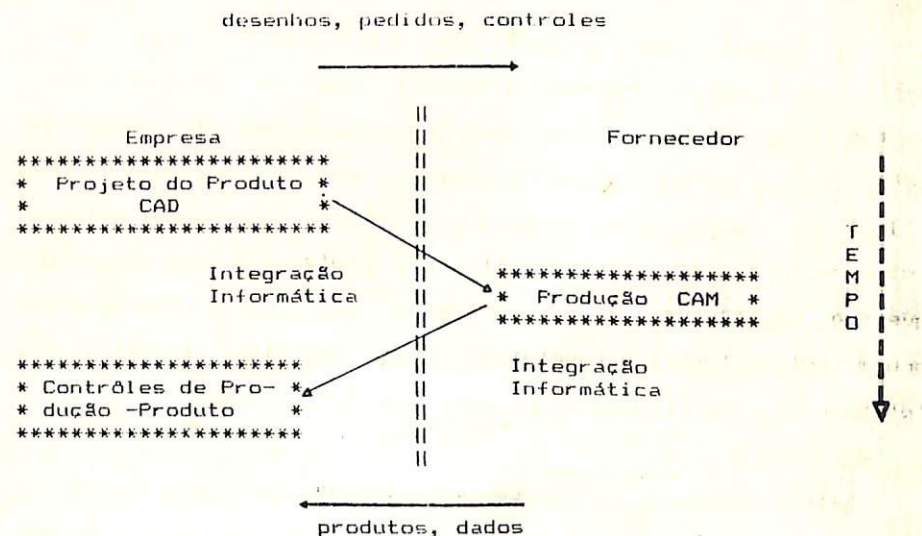 desenhos, pedidos, controles
Empresa
Fornecedor
Projeto do Produto
CAD
Integração
Informática
Produção CAM
TEMPO
Contrôles de Pro-
dução -Produto
Integração
Informática
produtos, dados